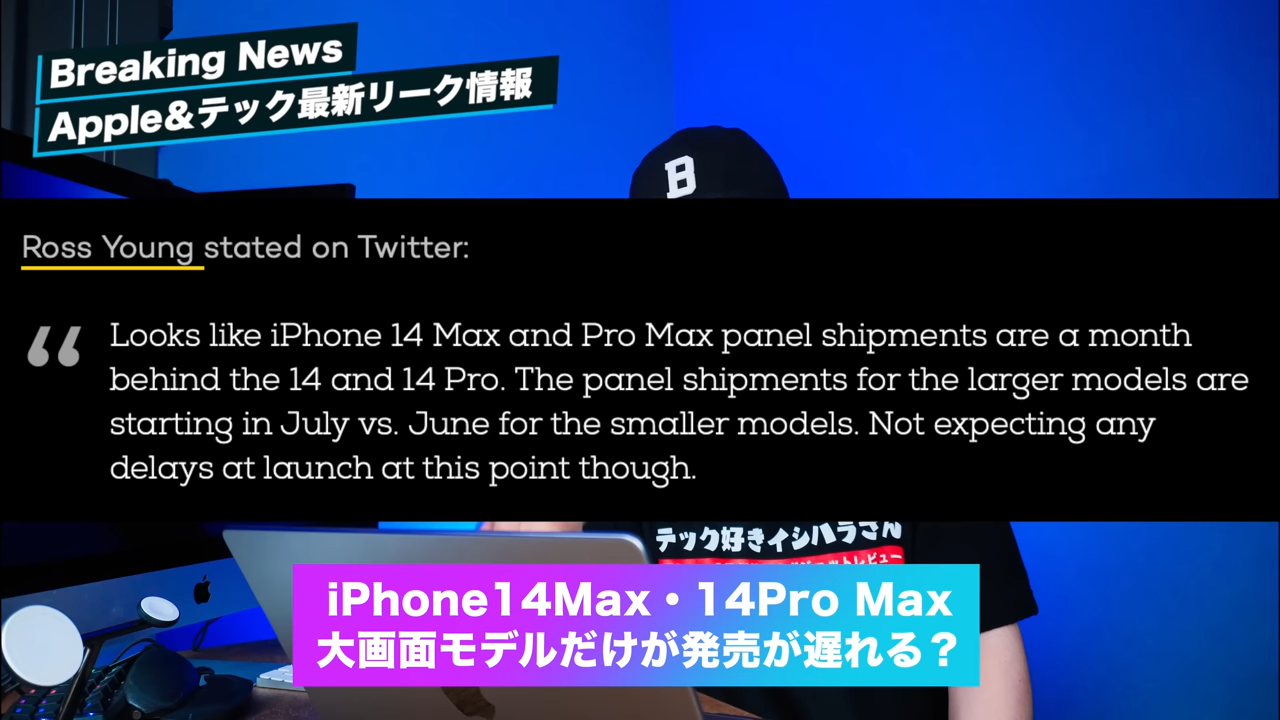 Breaking News
Apple&テック最新リーク情報
B
Ross Young stated on Twitter:
“
Looks like iPhone 14 Max and Pro Max panel shipments are a month
behind the 14 and 14 Pro. The panel shipments for the larger models are
starting in July vs. June for the smaller models. Not expecting any
delays at launch at this point though.
テック好きイシハラさん
iPhone14Max・14Pro Max
大画面モデルだけが発売が遅れる？